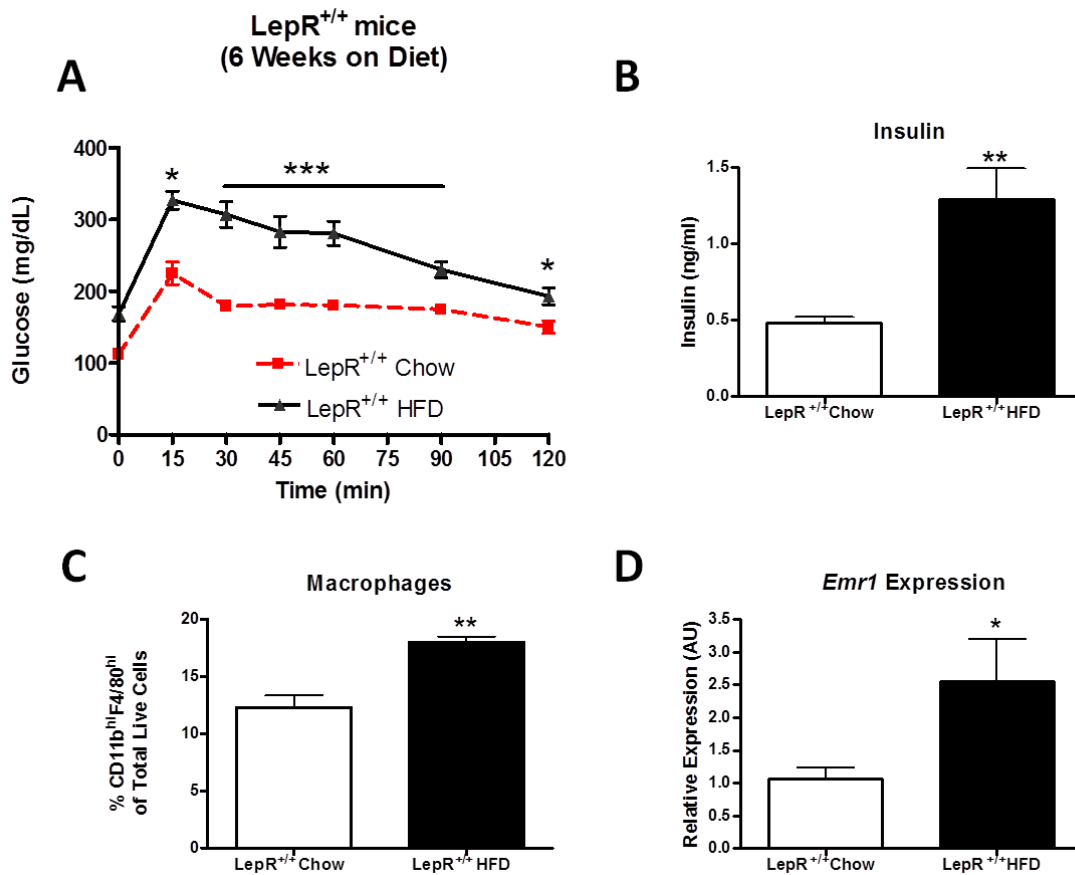 LepR+/+ mice
(6 Weeks on Diet)
A
Glucose (mg/dL)
400
300
200
100
0
*
***
*
LepR+/+ Chow
LepR+/+ HFD
0 15 30 45 60 75 90 105 120
Time (min)
B
Insulin
Insulin (ng/ml)
1.5
1.0
0.5
0.0
**
LepR+/+Chow LepR+/+HFD
C
Macrophages
% CD11bhiF4/80hi
of Total Live Cells
20
15
10
5
0
**
LepR+/+Chow LepR+/+HFD
D
Emr1 Expression
Relative Expression (AU)
3.5
3.0
2.5
2.0
1.5
1.0
0.5
0.0
*
LepR+/+Chow LepR+/+HFD